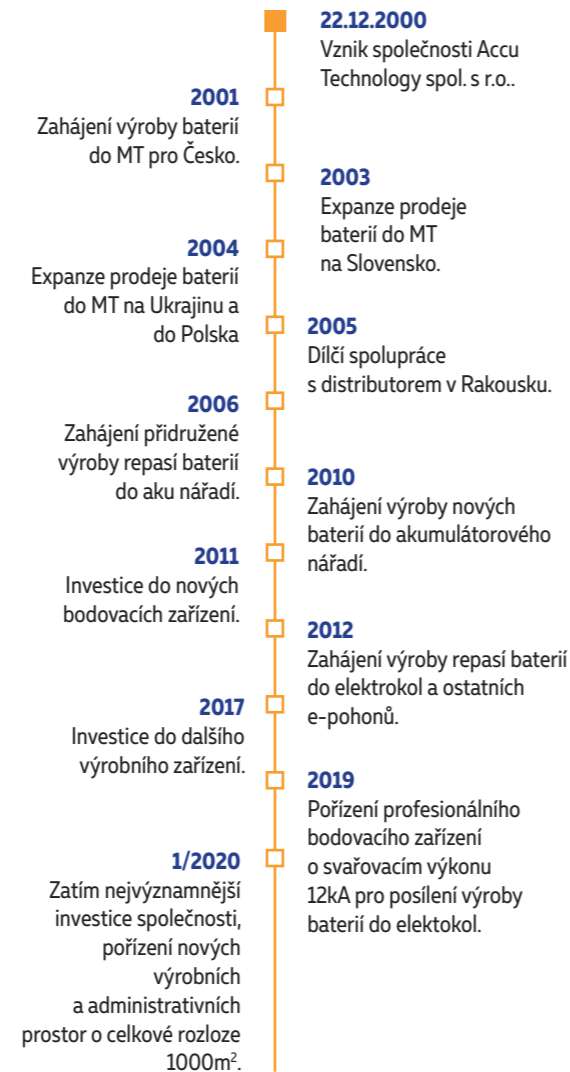 22.12.2000
Vznik společnosti Accu
Technology spol. s r.o..
2001
Zahájení výroby baterií
do MT pro Česko.
2003
Expanze prodeje
baterií do MT
na Slovensko.
2004
Expanze prodeje baterií
do MT na Ukrajinu a
do Polska
2005
Dílčí spolupráce
s distributorem v Rakousku.
2006
Zahájení přidružené
výroby repasí baterií
do aku nářadí.
2010
Zahájení výroby nových
baterií do akumulátorového
nářadí.
2011
Investice do nových
bodovacích zařízení.
2012
Zahájení výroby repasí baterií
do elektrokol a ostatních
e-pohonů.
2017
Investice do dalšího
výrobního zařízení.
2019
Pořízení profesionálního
bodovacího zařízení
o svařovacím výkonu
12kA pro posílení výroby
baterií do elektokol.
1/2020
Zatím nejvýznamnější
investice společnosti,
pořízení nových
výrobních
a administrativních
prostor o celkové rozloze
1000m².